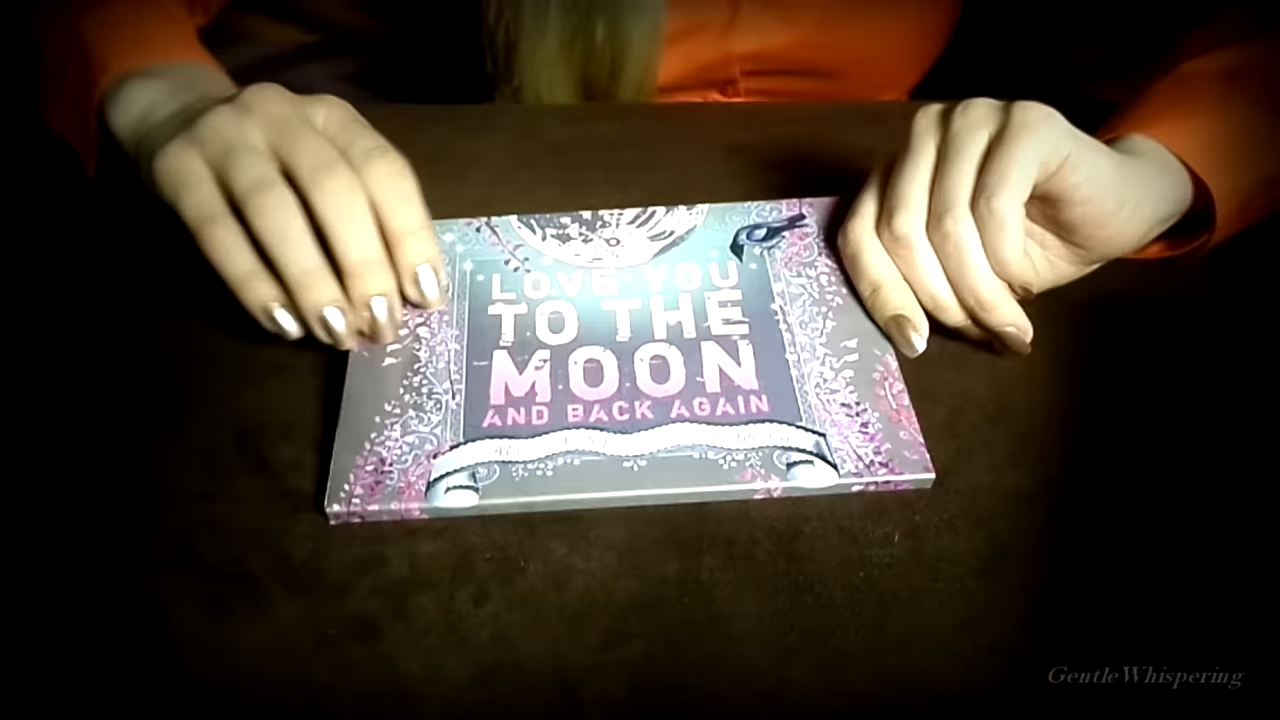 LOVE YOU
TO THE
MOON
AND BACK AGAIN
GentleWhispering